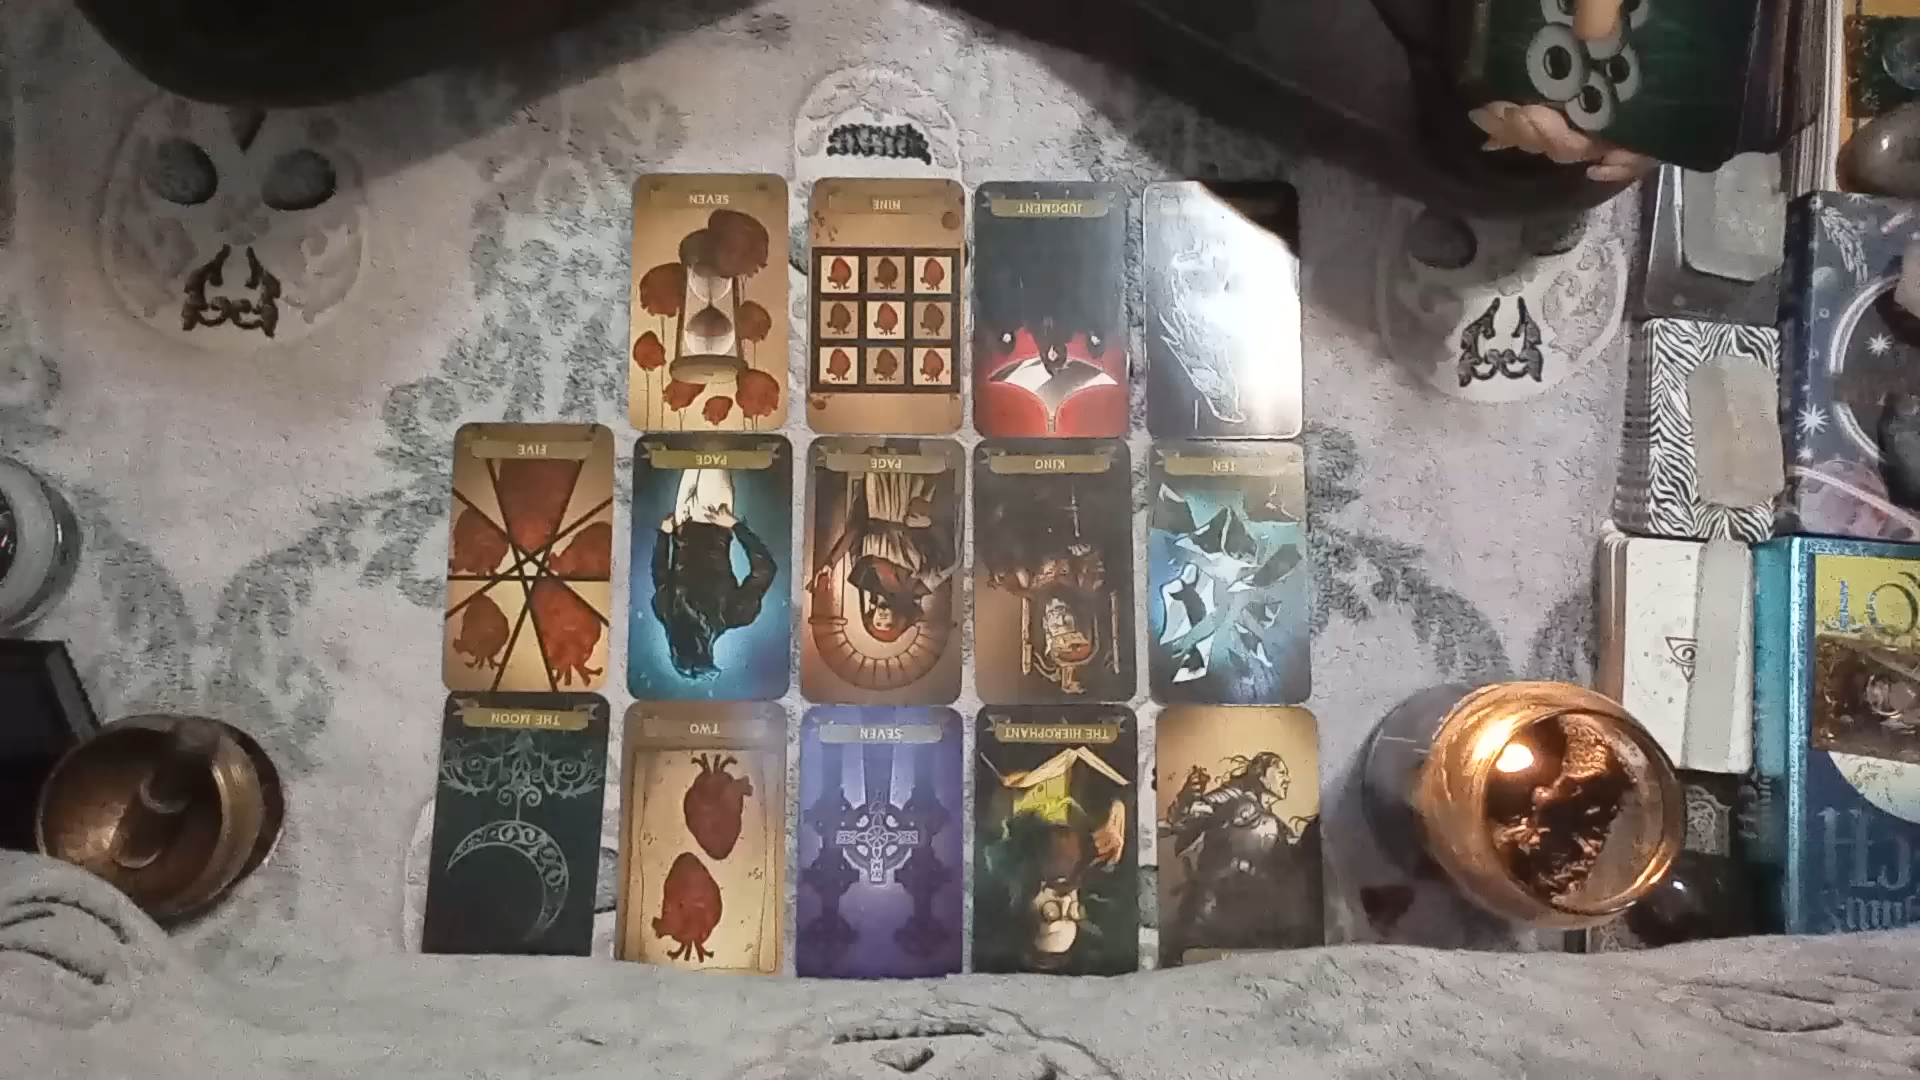 SEVEN
NINE
JUDGMENT
FIVE
PAGE
PAGE
KING
TEN
THE MOON
TWO
SEVEN
THE HIEROPHANT